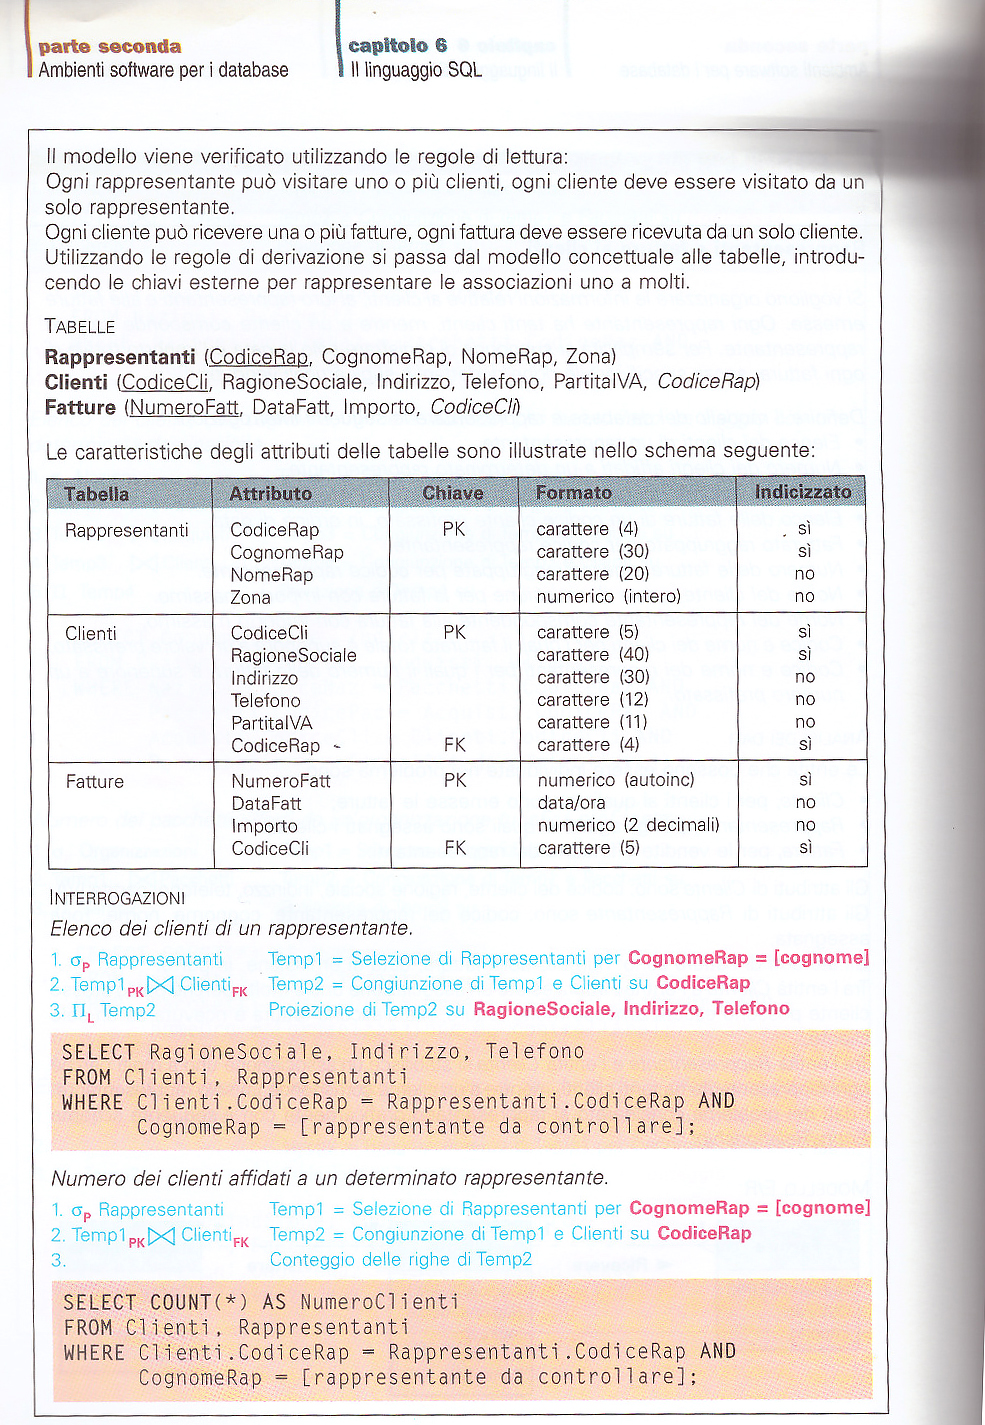 parte seconda
Ambienti software per i database
capitolo 6
Il linguaggio SQL
Il modello viene verificato utilizzando le regole di lettura:
Ogni rappresentante può visitare uno o più clienti, ogni cliente deve essere visitato da un
solo rappresentante.
Ogni cliente può ricevere una o più fatture, ogni fattura deve essere ricevuta da un solo cliente.
Utilizzando le regole di derivazione si passa dal modello concettuale alle tabelle, introdu-
cendo le chiavi esterne per rappresentare le associazioni uno a molti.
TABELLE
Rappresentanti (CodiceRap, CognomeRap, NomeRap, Zona)
Clienti (CodiceCli, RagioneSociale, Indirizzo, Telefono, PartitaIVA, CodiceRap)
Fatture (NumeroFatt, DataFatt, Importo, CodiceCli)
Le caratteristiche degli attributi delle tabelle sono illustrate nello schema seguente:
Tabella Attributo Chiave Formato Indicizzato
Rappresentanti CodiceRap PK carattere (4) sì
CognomeRap carattere (30) sì
NomeRap carattere (20) no
Zona numerico (intero) no
Clienti CodiceCli PK carattere (5) sì
RagioneSociale carattere (40) sì
Indirizzo carattere (30) no
Telefono carattere (12) no
PartitaIVA carattere (11) no
CodiceRap FK carattere (4) sì
Fatture NumeroFatt PK numerico (autoinc) sì
DataFatt data/ora no
Importo numerico (2 decimali) no
CodiceCli FK carattere (5) sì
INTERROGAZIONI
Elenco dei clienti di un rappresentante.
1. σP Rappresentanti Temp1 = Selezione di Rappresentanti per CognomeRap = [cognome]
2. Temp1PK ⋈ ClientiFK Temp2 = Congiunzione di Temp1 e Clienti su CodiceRap
3. ΠL Temp2 Proiezione di Temp2 su RagioneSociale, Indirizzo, Telefono
SELECT RagioneSociale, Indirizzo, Telefono
FROM Clienti, Rappresentanti
WHERE Clienti.CodiceRap = Rappresentanti.CodiceRap AND
CognomeRap = [rappresentante da controllare];
Numero dei clienti affidati a un determinato rappresentante.
1. σP Rappresentanti Temp1 = Selezione di Rappresentanti per CognomeRap = [cognome]
2. Temp1PK ⋈ ClientiFK Temp2 = Congiunzione di Temp1 e Clienti su CodiceRap
3. Conteggio delle righe di Temp2
SELECT COUNT(*) AS NumeroClienti
FROM Clienti, Rappresentanti
WHERE Clienti.CodiceRap = Rappresentanti.CodiceRap AND
CognomeRap = [rappresentante da controllare];